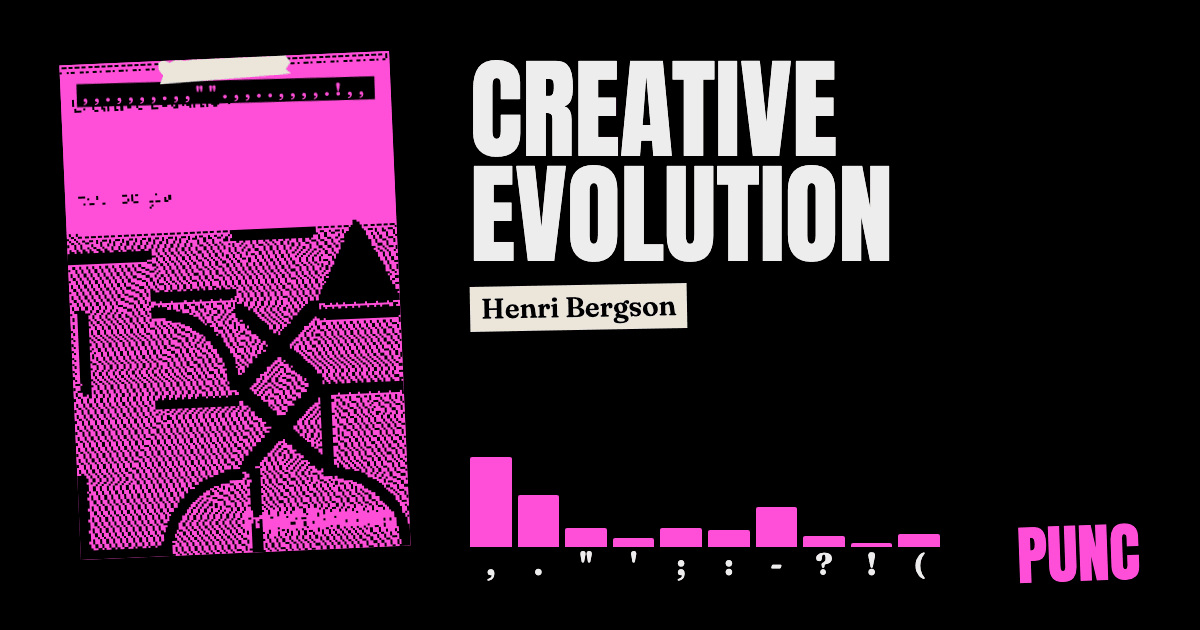 ,,.,,,,.,,"".,,..,,,,.!,,
CREATIVE
EVOLUTION
Henri Bergson
, . " ' ; : - ? ! (
PUNC